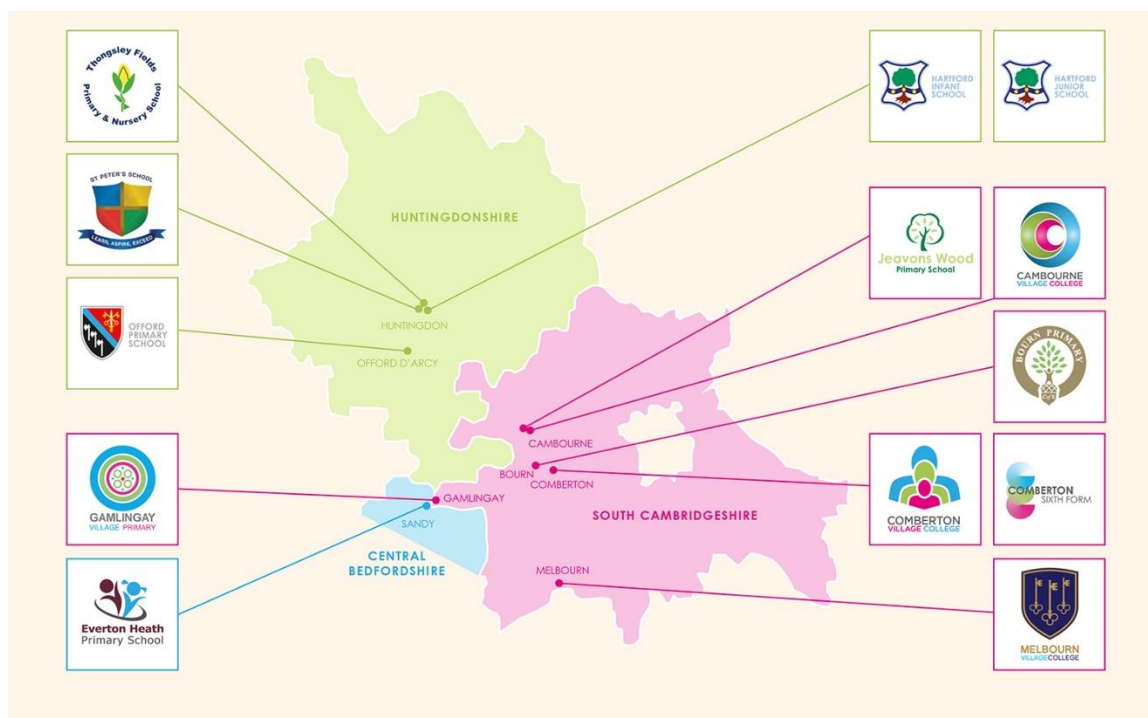 Thongsley Fields
Primary & Nursery School
ST PETER'S SCHOOL
LEARN, ASPIRE, EXCEED
OFFORD
PRIMARY
SCHOOL
GAMLINGAY
VILLAGE PRIMARY
Everton Heath
Primary School
HUNTINGDONSHIRE
HUNTINGDON
OFFORD D'ARCY
CAMBOURNE
BOURN
COMBERTON
GAMLINGAY
SANDY
SOUTH CAMBRIDGESHIRE
CENTRAL
BEDFORDSHIRE
MELBOURN
HARTFORD
INFANT
SCHOOL
HARTFORD
JUNIOR
SCHOOL
Jeavons Wood
Primary School
CAMBOURNE
VILLAGE COLLEGE
BOURN PRIMARY
CofE
COMBERTON
VILLAGE COLLEGE
COMBERTON
SIXTH FORM
MELBOURN
VILLAGECOLLEGE